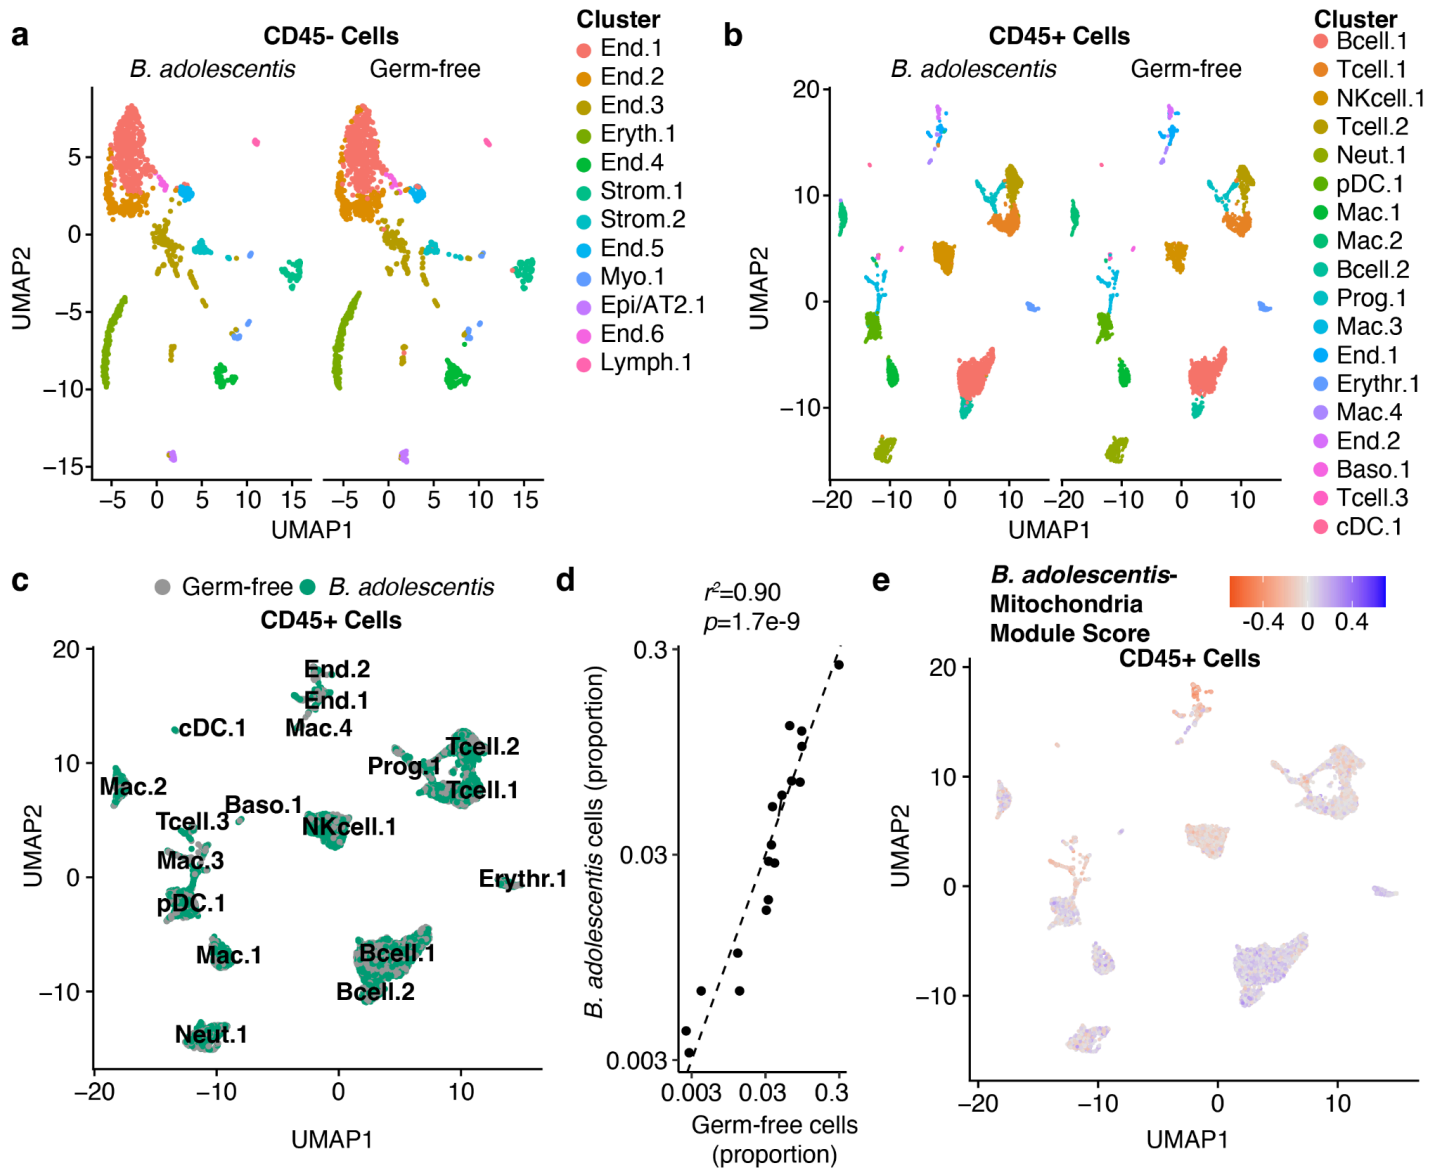 a
CD45- Cells
B. adolescentis
Germ-free
UMAP2
5
0
−5
−10
−15
−5
0
5
10
15
−5
0
5
10
15
UMAP1
Cluster
End.1
End.2
End.3
Eryth.1
End.4
Strom.1
Strom.2
End.5
Myo.1
Epi/AT2.1
End.6
Lymph.1
b
CD45+ Cells
B. adolescentis
Germ-free
UMAP2
20
10
0
−10
−20
−10
0
10
−20
−10
0
10
UMAP1
Cluster
Bcell.1
Tcell.1
NKcell.1
Tcell.2
Neut.1
pDC.1
Mac.1
Mac.2
Bcell.2
Prog.1
Mac.3
End.1
Erythr.1
Mac.4
End.2
Baso.1
Tcell.3
cDC.1
c
Germ-free
B. adolescentis
CD45+ Cells
UMAP2
20
10
0
−10
End.2
End.1
cDC.1
Mac.4
Tcell.2
Prog.1
Mac.2
Tcell.1
Baso.1
Tcell.3
NKcell.1
Mac.3
Erythr.1
pDC.1
Mac.1
Bcell.1
Bcell.2
Neut.1
−20
−10
0
10
UMAP1
d
r²=0.90
p=1.7e-9
B. adolescentis cells (proportion)
0.3
0.03
0.003
0.003
0.03
0.3
Germ-free cells
(proportion)
e
B. adolescentis-
Mitochondria
Module Score
-0.4
0
0.4
CD45+ Cells
UMAP2
20
10
0
−10
−20
−10
0
10
UMAP1